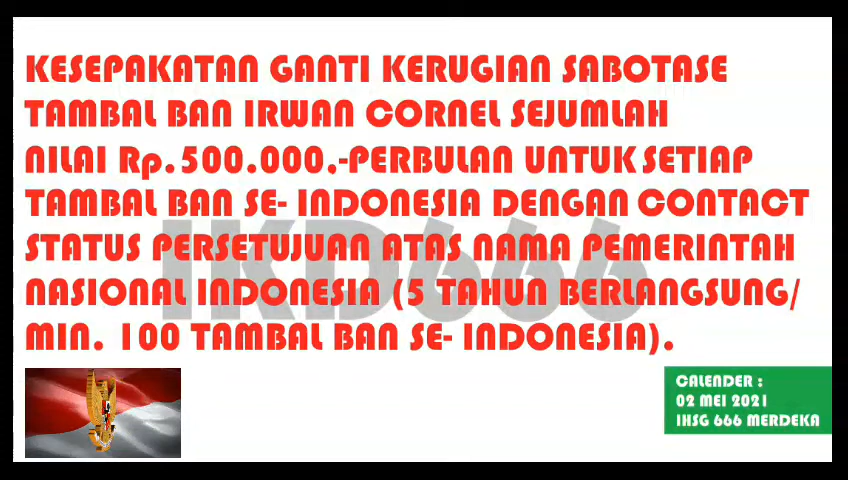 KESEPAKATAN GANTI KERUGIAN SABOTASE
TAMBAL BAN IRWAN CORNEL SEJUMLAH
NILAI Rp.500.000,-PERBULAN UNTUK SETIAP
TAMBAL BAN SE- INDONESIA DENGAN CONTACT
STATUS PERSETUJUAN ATAS NAMA PEMERINTAH
NASIONAL INDONESIA (5 TAHUN BERLANGSUNG/
MIN. 100 TAMBAL BAN SE- INDONESIA).
IKD666
CALENDER :
02 MEI 2021
IHSG 666 MERDEKA